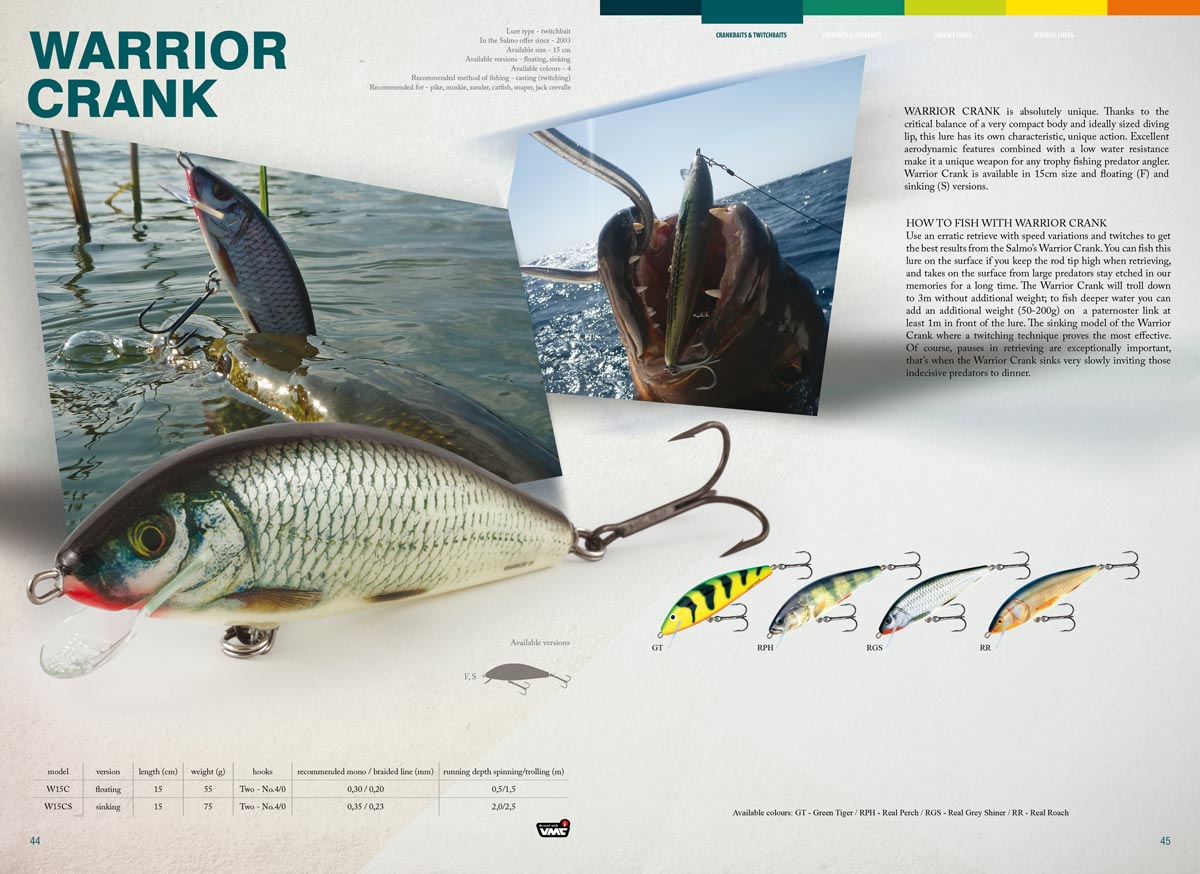 WARRIOR
CRANK
Lure type - twitchbait
In the Salmo offer since - 2003
Available size - 15 cm
Available versions - floating, sinking
Available colours - 4
Recommended method of fishing - casting (twitching)
Recommended for - pike, muskie, zander, catfish, snaper, jack crevalle
CRANKBAITS & TWITCHBAITS
SURFACE LURES
VERTICAL LURES
WARRIOR CRANK is absolutely unique. Thanks to the
critical balance of a very compact body and ideally sized diving
lip, this lure has its own characteristic, unique action. Excellent
aerodynamic features combined with a low water resistance
make it a unique weapon for any trophy fishing predator angler.
Warrior Crank is available in 15cm size and floating (F) and
sinking (S) versions.
HOW TO FISH WITH WARRIOR CRANK
Use an erratic retrieve with speed variations and twitches to get
the best results from the Salmo's Warrior Crank. You can fish this
lure on the surface if you keep the rod tip high when retrieving,
and takes on the surface from large predators stay etched in our
memories for a long time. The Warrior Crank will troll down
to 3m without additional weight; to fish deeper water you can
add an additional weight (50-200g) on a paternoster link at
least 1m in front of the lure. The sinking model of the Warrior
Crank where a twitching technique proves the most effective.
Of course, pauses in retrieving are exceptionally important,
that's when the Warrior Crank sinks very slowly inviting those
indecisive predators to dinner.
GT RPH RGS RR
Available versions
F, S
model version length (cm) weight (g) hooks recommended mono / braided line (mm) running depth spinning/trolling (m)
W15C floating 15 55 Two - No.4/0 0,30 / 0,20 0,5/1,5
W15CS sinking 15 75 Two - No.4/0 0,35 / 0,23 2,0/2,5
VMC
Available colours: GT - Green Tiger / RPH - Real Perch / RGS - Real Grey Shiner / RR - Real Roach
44
45